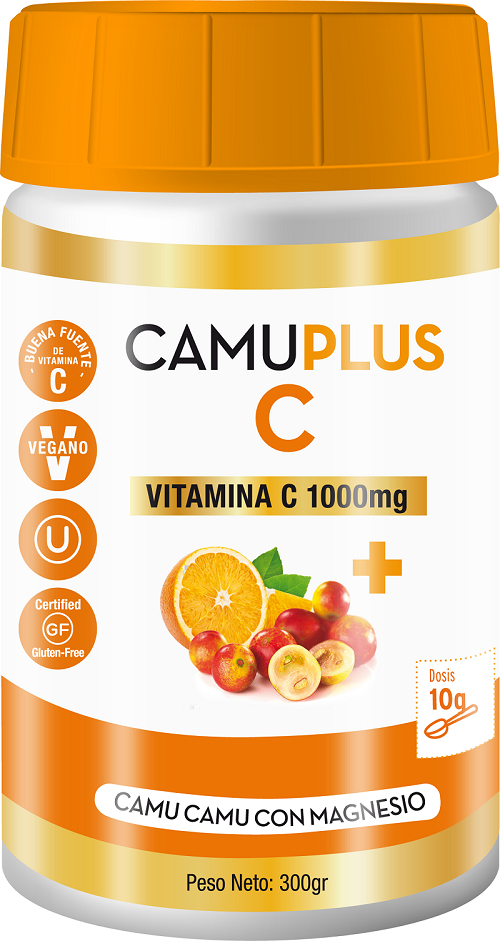 CAMUPLUS
C
VITAMINA C 1000mg
BUENA FUENTE
DE
VITAMINA
C
VEGANO
V
U
Certified
GF
Gluten-Free
Dosis
10g
CAMU CAMU CON MAGNESIO
Peso Neto: 300gr